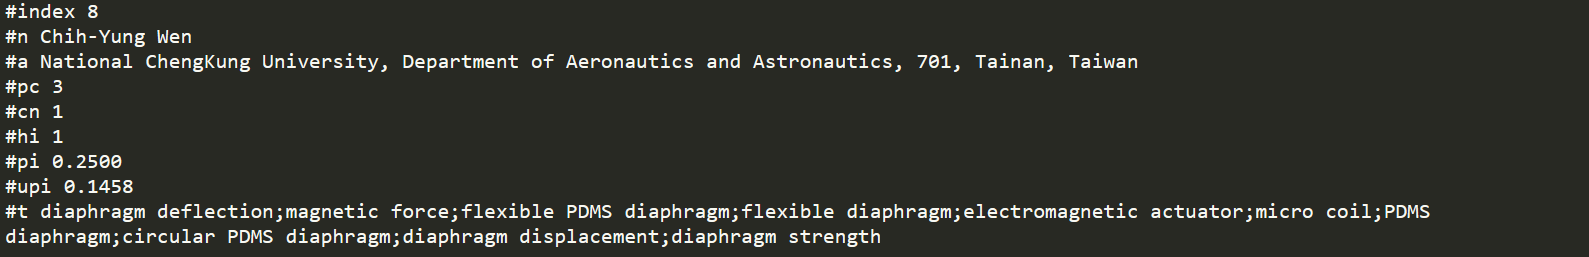 #index 8
#n Chih-Yung Wen
#a National ChengKung University, Department of Aeronautics and Astronautics, 701, Tainan, Taiwan
#pc 3
#cn 1
#hi 1
#pi 0.2500
#upi 0.1458
#t diaphragm deflection;magnetic force;flexible PDMS diaphragm;flexible diaphragm;electromagnetic actuator;micro coil;PDMS
diaphragm;circular PDMS diaphragm;diaphragm displacement;diaphragm strength